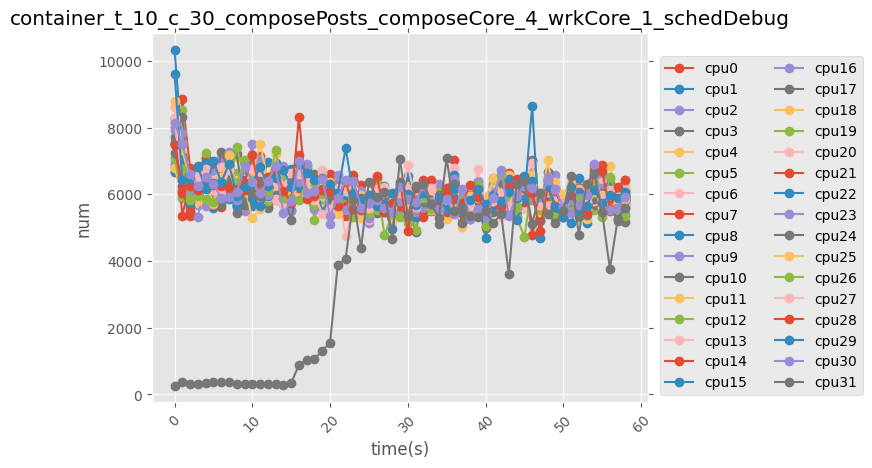 container_t_10_c_30_composePosts_composeCore_4_wrkCore_1_schedDebug
10000
8000
6000
4000
2000
0
num
0
10
20
30
40
50
60
time(s)
cpu0
cpu1
cpu2
cpu3
cpu4
cpu5
cpu6
cpu7
cpu8
cpu9
cpu10
cpu11
cpu12
cpu13
cpu14
cpu15
cpu16
cpu17
cpu18
cpu19
cpu20
cpu21
cpu22
cpu23
cpu24
cpu25
cpu26
cpu27
cpu28
cpu29
cpu30
cpu31